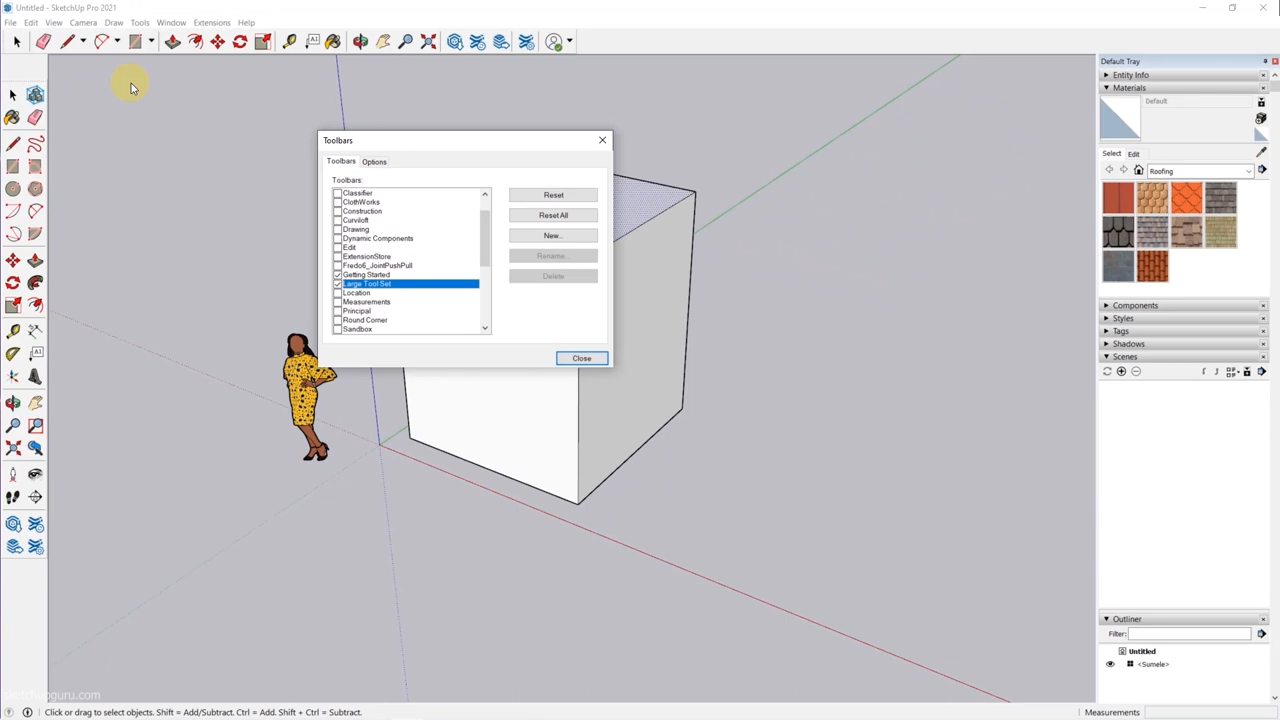 Untitled - SketchUp Pro 2021
File Edit View Camera Draw Tools Window Extensions Help
Default Tray
Entity Info
Materials
Default
Select Edit
Roofing
Components
Styles
Tags
Shadows
Scenes
Outliner
Filter:
Untitled
<Sumele>
Toolbars
Toolbars Options
Toolbars:
Classifier
ClothWorks
Construction
Curviloft
Drawing
Dynamic Components
Edit
ExtensionStore
Fredo6_JointPushPull
Getting Started
Large Tool Set
Location
Measurements
Principal
Round Corner
Sandbox
Reset
Reset All
New...
Rename...
Delete
Close
A1
A1
sketchupguru.com
Click or drag to select objects. Shift = Add/Subtract. Ctrl = Add. Shift + Ctrl = Subtract.
Measurements